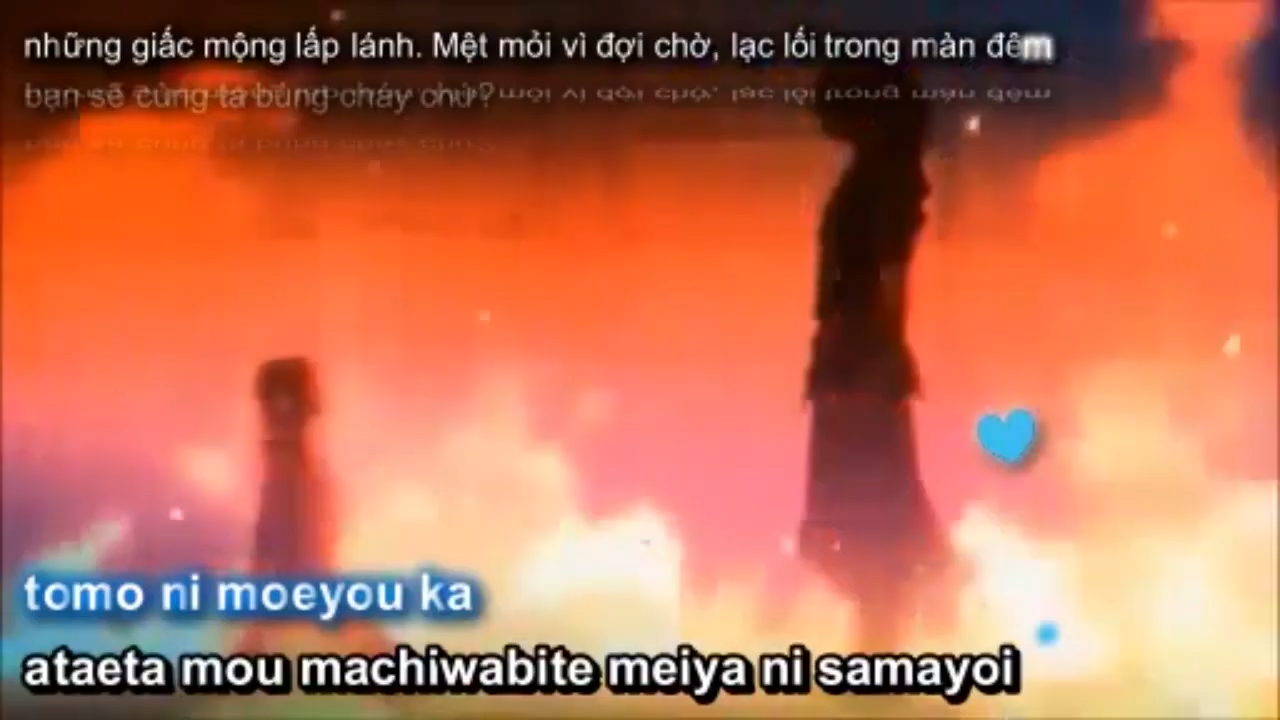 những giấc mộng lấp lánh. Mệt mỏi vì đợi chờ, lạc lối trong màn đêm
bạn sẽ cùng ta bùng cháy chứ?
tomo ni moeyou ka
ataeta mou machiwabite meiya ni samayoi